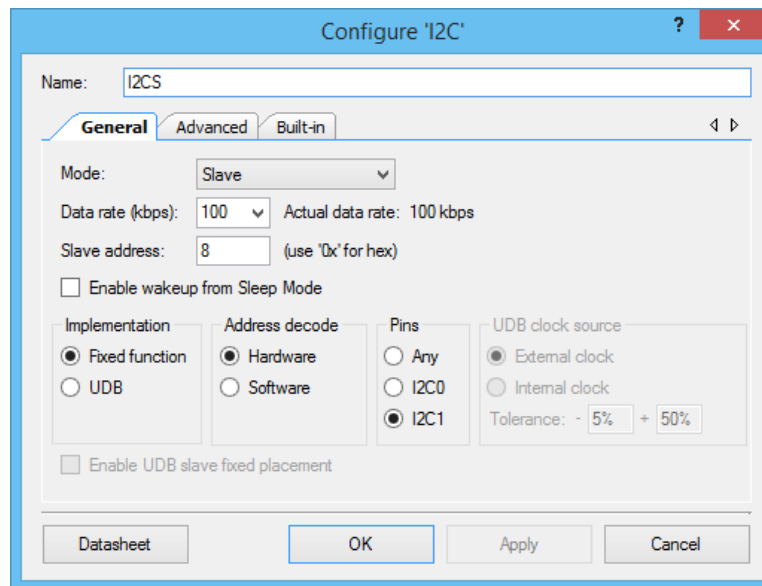 Configure 'I2C'
?
×
Name: I2CS
General Advanced Built-in
Mode: Slave
Data rate (kbps): 100 Actual data rate: 100 kbps
Slave address: 8 (use '0x' for hex)
Enable wakeup from Sleep Mode
Implementation Address decode Pins UDB clock source
Fixed function Hardware Any External clock
UDB Software I2C0 Internal clock
I2C1 Tolerance: - 5% + 50%
Enable UDB slave fixed placement
Datasheet OK Apply Cancel